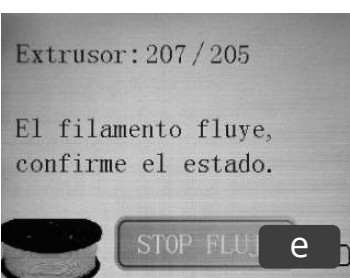 Extrusor: 207/205
El filamento fluye,
confirme el estado.
STOP
e